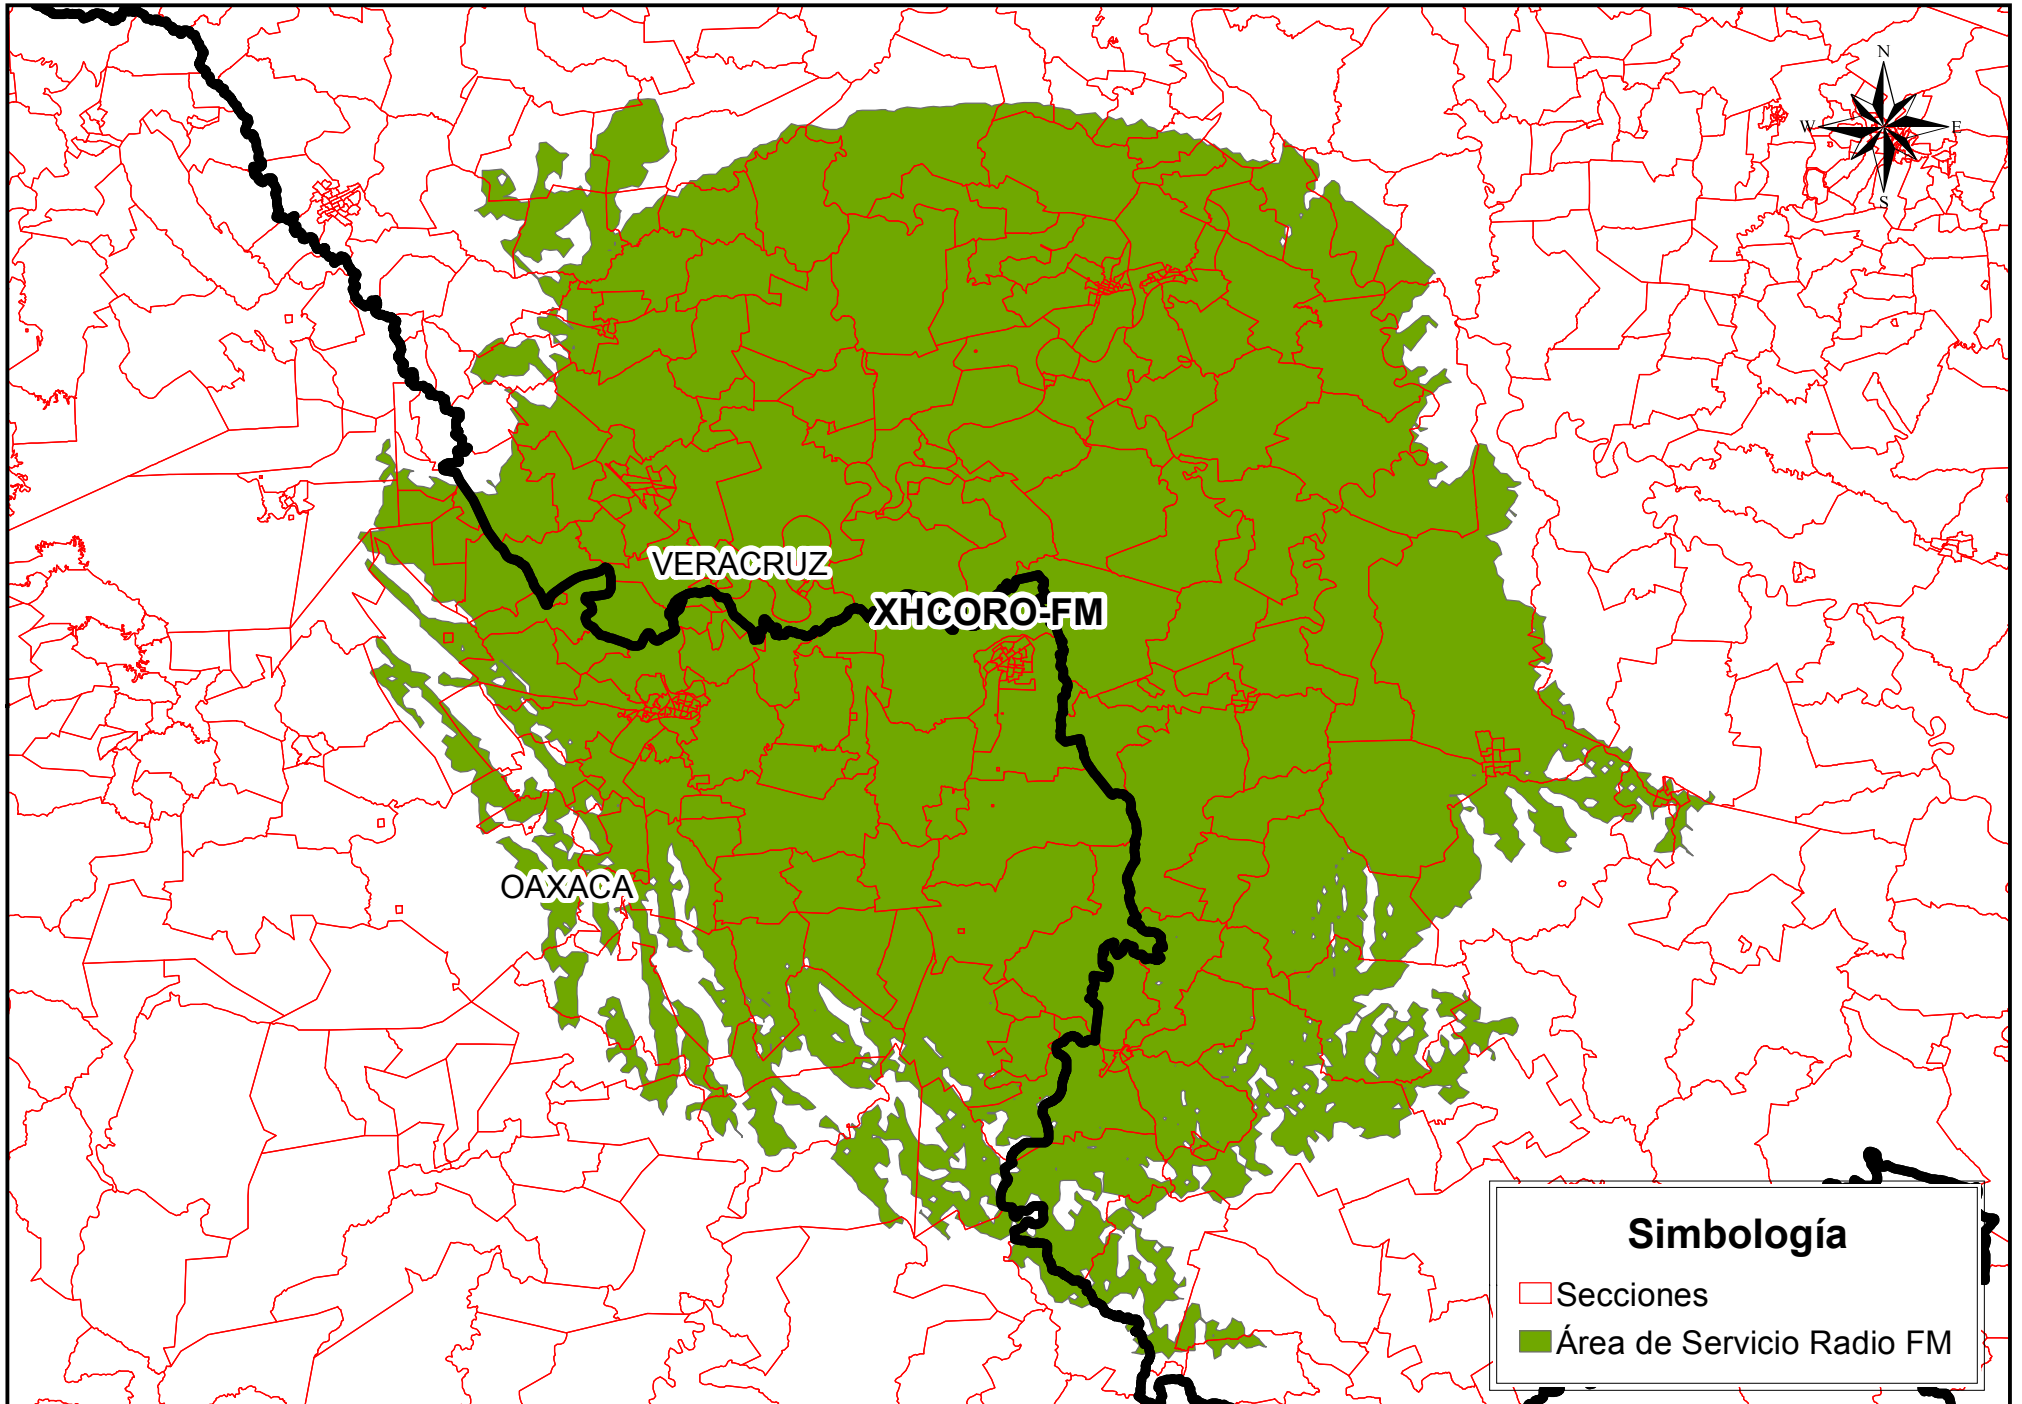 N
W E
S
VERACRUZ
XHCORO-FM
OAXACA
Simbología
Secciones
Área de Servicio Radio FM